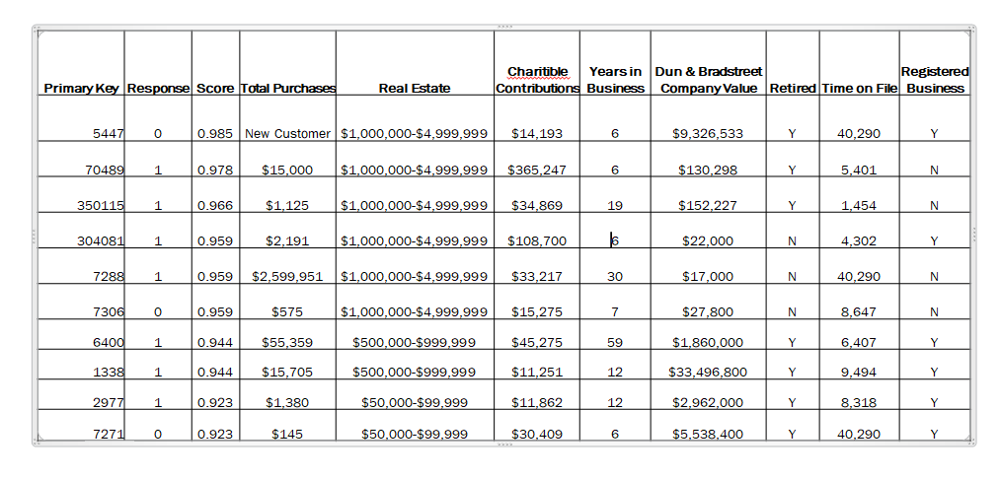 Charitible Years in Dun & Bradstreet Registered
Primary Key Response Score Total Purchases Real Estate Contributions Business Company Value Retired Time on File Business
5447 0 0.985 New Customer $1,000,000-$4,999,999 $14,193 6 $9,326,533 Y 40,290 Y
70489 1 0.978 $15,000 $1,000,000-$4,999,999 $365,247 6 $130,298 Y 5,401 N
350115 1 0.966 $1,125 $1,000,000-$4,999,999 $34,869 19 $152,227 Y 1,454 N
304081 1 0.959 $2,191 $1,000,000-$4,999,999 $108,700 6 $22,000 N 4,302 Y
7288 1 0.959 $2,599,951 $1,000,000-$4,999,999 $33,217 30 $17,000 N 40,290 N
7306 0 0.959 $575 $1,000,000-$4,999,999 $15,275 7 $27,800 N 8,647 N
6400 1 0.944 $55,359 $500,000-$999,999 $45,275 59 $1,860,000 Y 6,407 Y
1338 1 0.944 $15,705 $500,000-$999,999 $11,251 12 $33,496,800 Y 9,494 Y
2977 1 0.923 $1,380 $50,000-$99,999 $11,862 12 $2,962,000 Y 8,318 Y
7271 0 0.923 $145 $50,000-$99,999 $30,409 6 $5,538,400 Y 40,290 Y